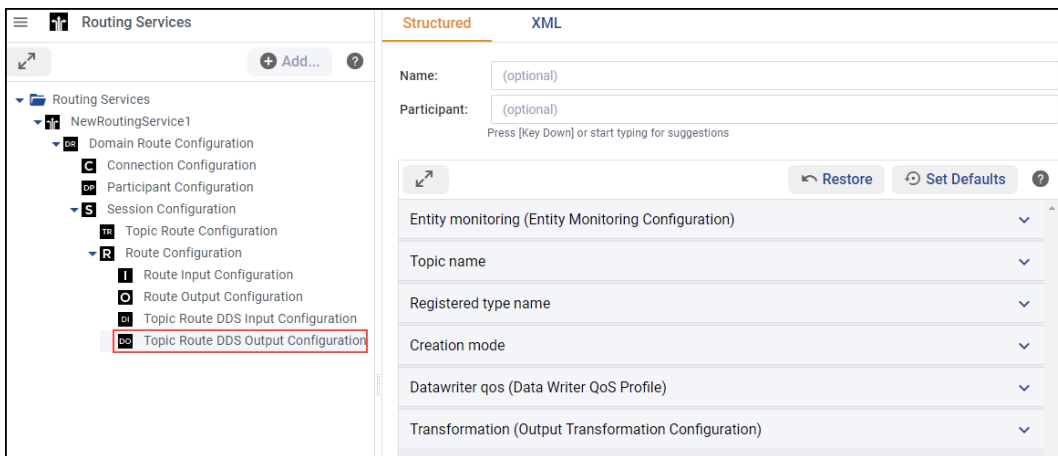 Routing Services
Add...
Routing Services
NewRoutingService1
DR Domain Route Configuration
C Connection Configuration
DP Participant Configuration
S Session Configuration
TR Topic Route Configuration
R Route Configuration
I Route Input Configuration
O Route Output Configuration
DI Topic Route DDS Input Configuration
DO Topic Route DDS Output Configuration
Structured XML
Name: (optional)
Participant: (optional)
Press [Key Down] or start typing for suggestions
Restore Set Defaults
Entity monitoring (Entity Monitoring Configuration)
Topic name
Registered type name
Creation mode
Datawriter qos (Data Writer QoS Profile)
Transformation (Output Transformation Configuration)